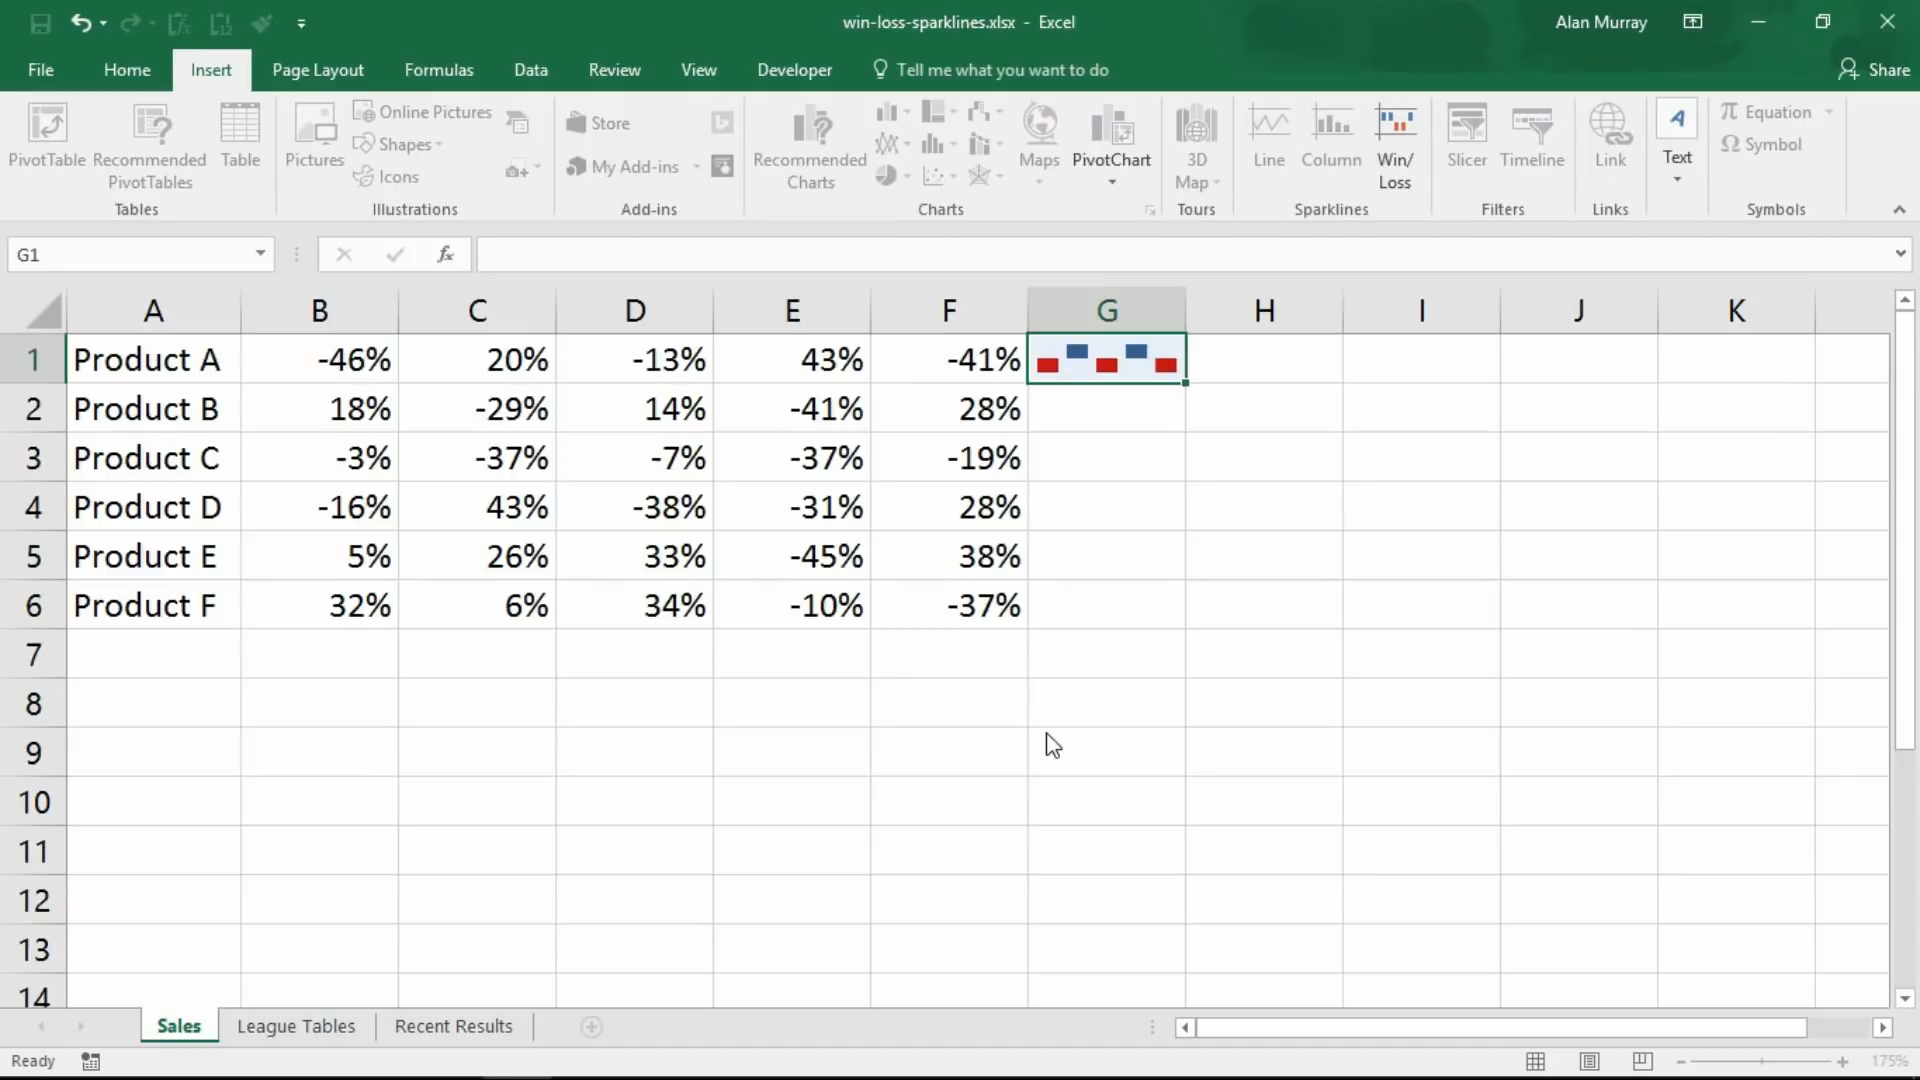 win-loss-sparklines.xlsx - Excel
Alan Murray
File Home Insert Page Layout Formulas Data Review View Developer Tell me what you want to do Share
PivotTable
Recommended
PivotTables
Table
Tables
Pictures
Online Pictures
Shapes
Icons
Illustrations
Store
My Add-ins
Add-ins
Recommended
Charts
Maps
PivotChart
Charts
3D
Map
Tours
Line
Column
Win/
Loss
Sparklines
Slicer
Timeline
Filters
Link
Links
A
Text
π Equation
Ω Symbol
Symbols
G1
fx
A B C D E F G H I J K
1 Product A -46% 20% -13% 43% -41%
2 Product B 18% -29% 14% -41% 28%
3 Product C -3% -37% -7% -37% -19%
4 Product D -16% 43% -38% -31% 28%
5 Product E 5% 26% 33% -45% 38%
6 Product F 32% 6% 34% -10% -37%
7
8
9
10
11
12
13
14
Sales League Tables Recent Results
Ready
175%